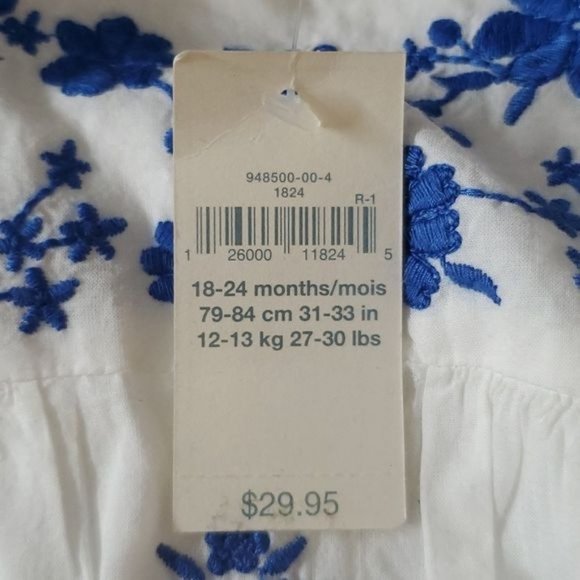 948500-00-4
1824
R-1
1 26000 11824 5
18-24 months/mois
79-84 cm 31-33 in
12-13 kg 27-30 lbs
$29.95